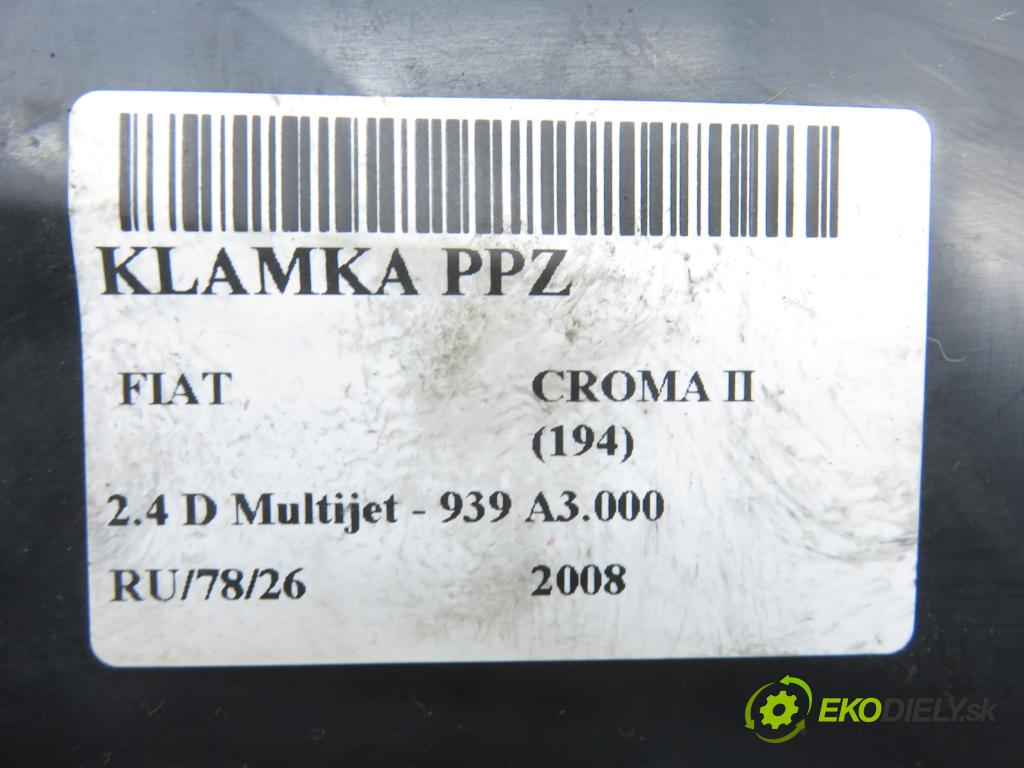 KLAMKA PPZ
FIAT CROMA II
(194)
2.4 D Multijet - 939 A3.000
RU/78/26 2008
EKODIELY.sk